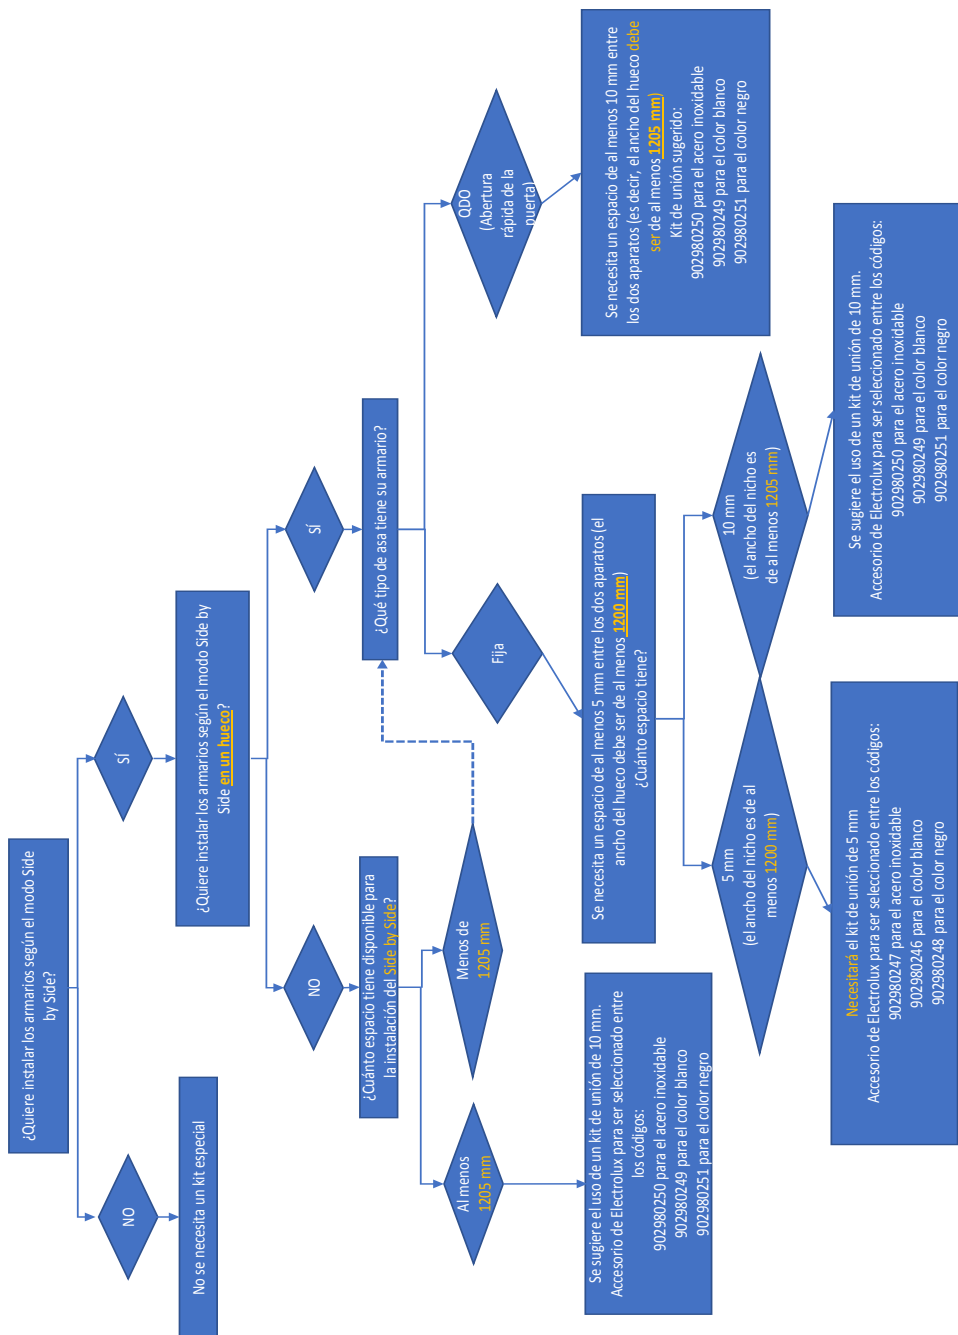 ¿Quiere instalar los armarios según el modo Side
by Side?
NO
No se necesita un kit especial
SÍ
¿Quiere instalar los armarios según el modo Side by
Side en un hueco?
NO
¿Cuánto espacio tiene disponible para
la instalación del Side by Side?
Al menos
1205 mm
Se sugiere el uso de un kit de unión de 10 mm.
Accesorio de Electrolux para ser seleccionado entre
los códigos:
902980250 para el acero inoxidable
902980249 para el color blanco
902980251 para el color negro
Menos de
1205 mm
SÍ
¿Qué tipo de asa tiene su armario?
Fija
Se necesita un espacio de al menos 5 mm entre los dos aparatos (el
ancho del hueco debe ser de al menos 1200 mm)
¿Cuánto espacio tiene?
5 mm
(el ancho del nicho es de al
menos 1200 mm)
Necesitará el kit de unión de 5 mm
Accesorio de Electrolux para ser seleccionado entre los códigos:
902980247 para el acero inoxidable
902980246 para el color blanco
902980248 para el color negro
10 mm
(el ancho del nicho es
de al menos 1205 mm)
Se sugiere el uso de un kit de unión de 10 mm.
Accesorio de Electrolux para ser seleccionado entre los códigos:
902980250 para el acero inoxidable
902980249 para el color blanco
902980251 para el color negro
QDO
(Abertura
rápida de la
puerta)
Se necesita un espacio de al menos 10 mm entre
los dos aparatos (es decir, el ancho del hueco debe
ser de al menos 1205 mm)
Kit de unión sugerido:
902980250 para el acero inoxidable
902980249 para el color blanco
902980251 para el color negro